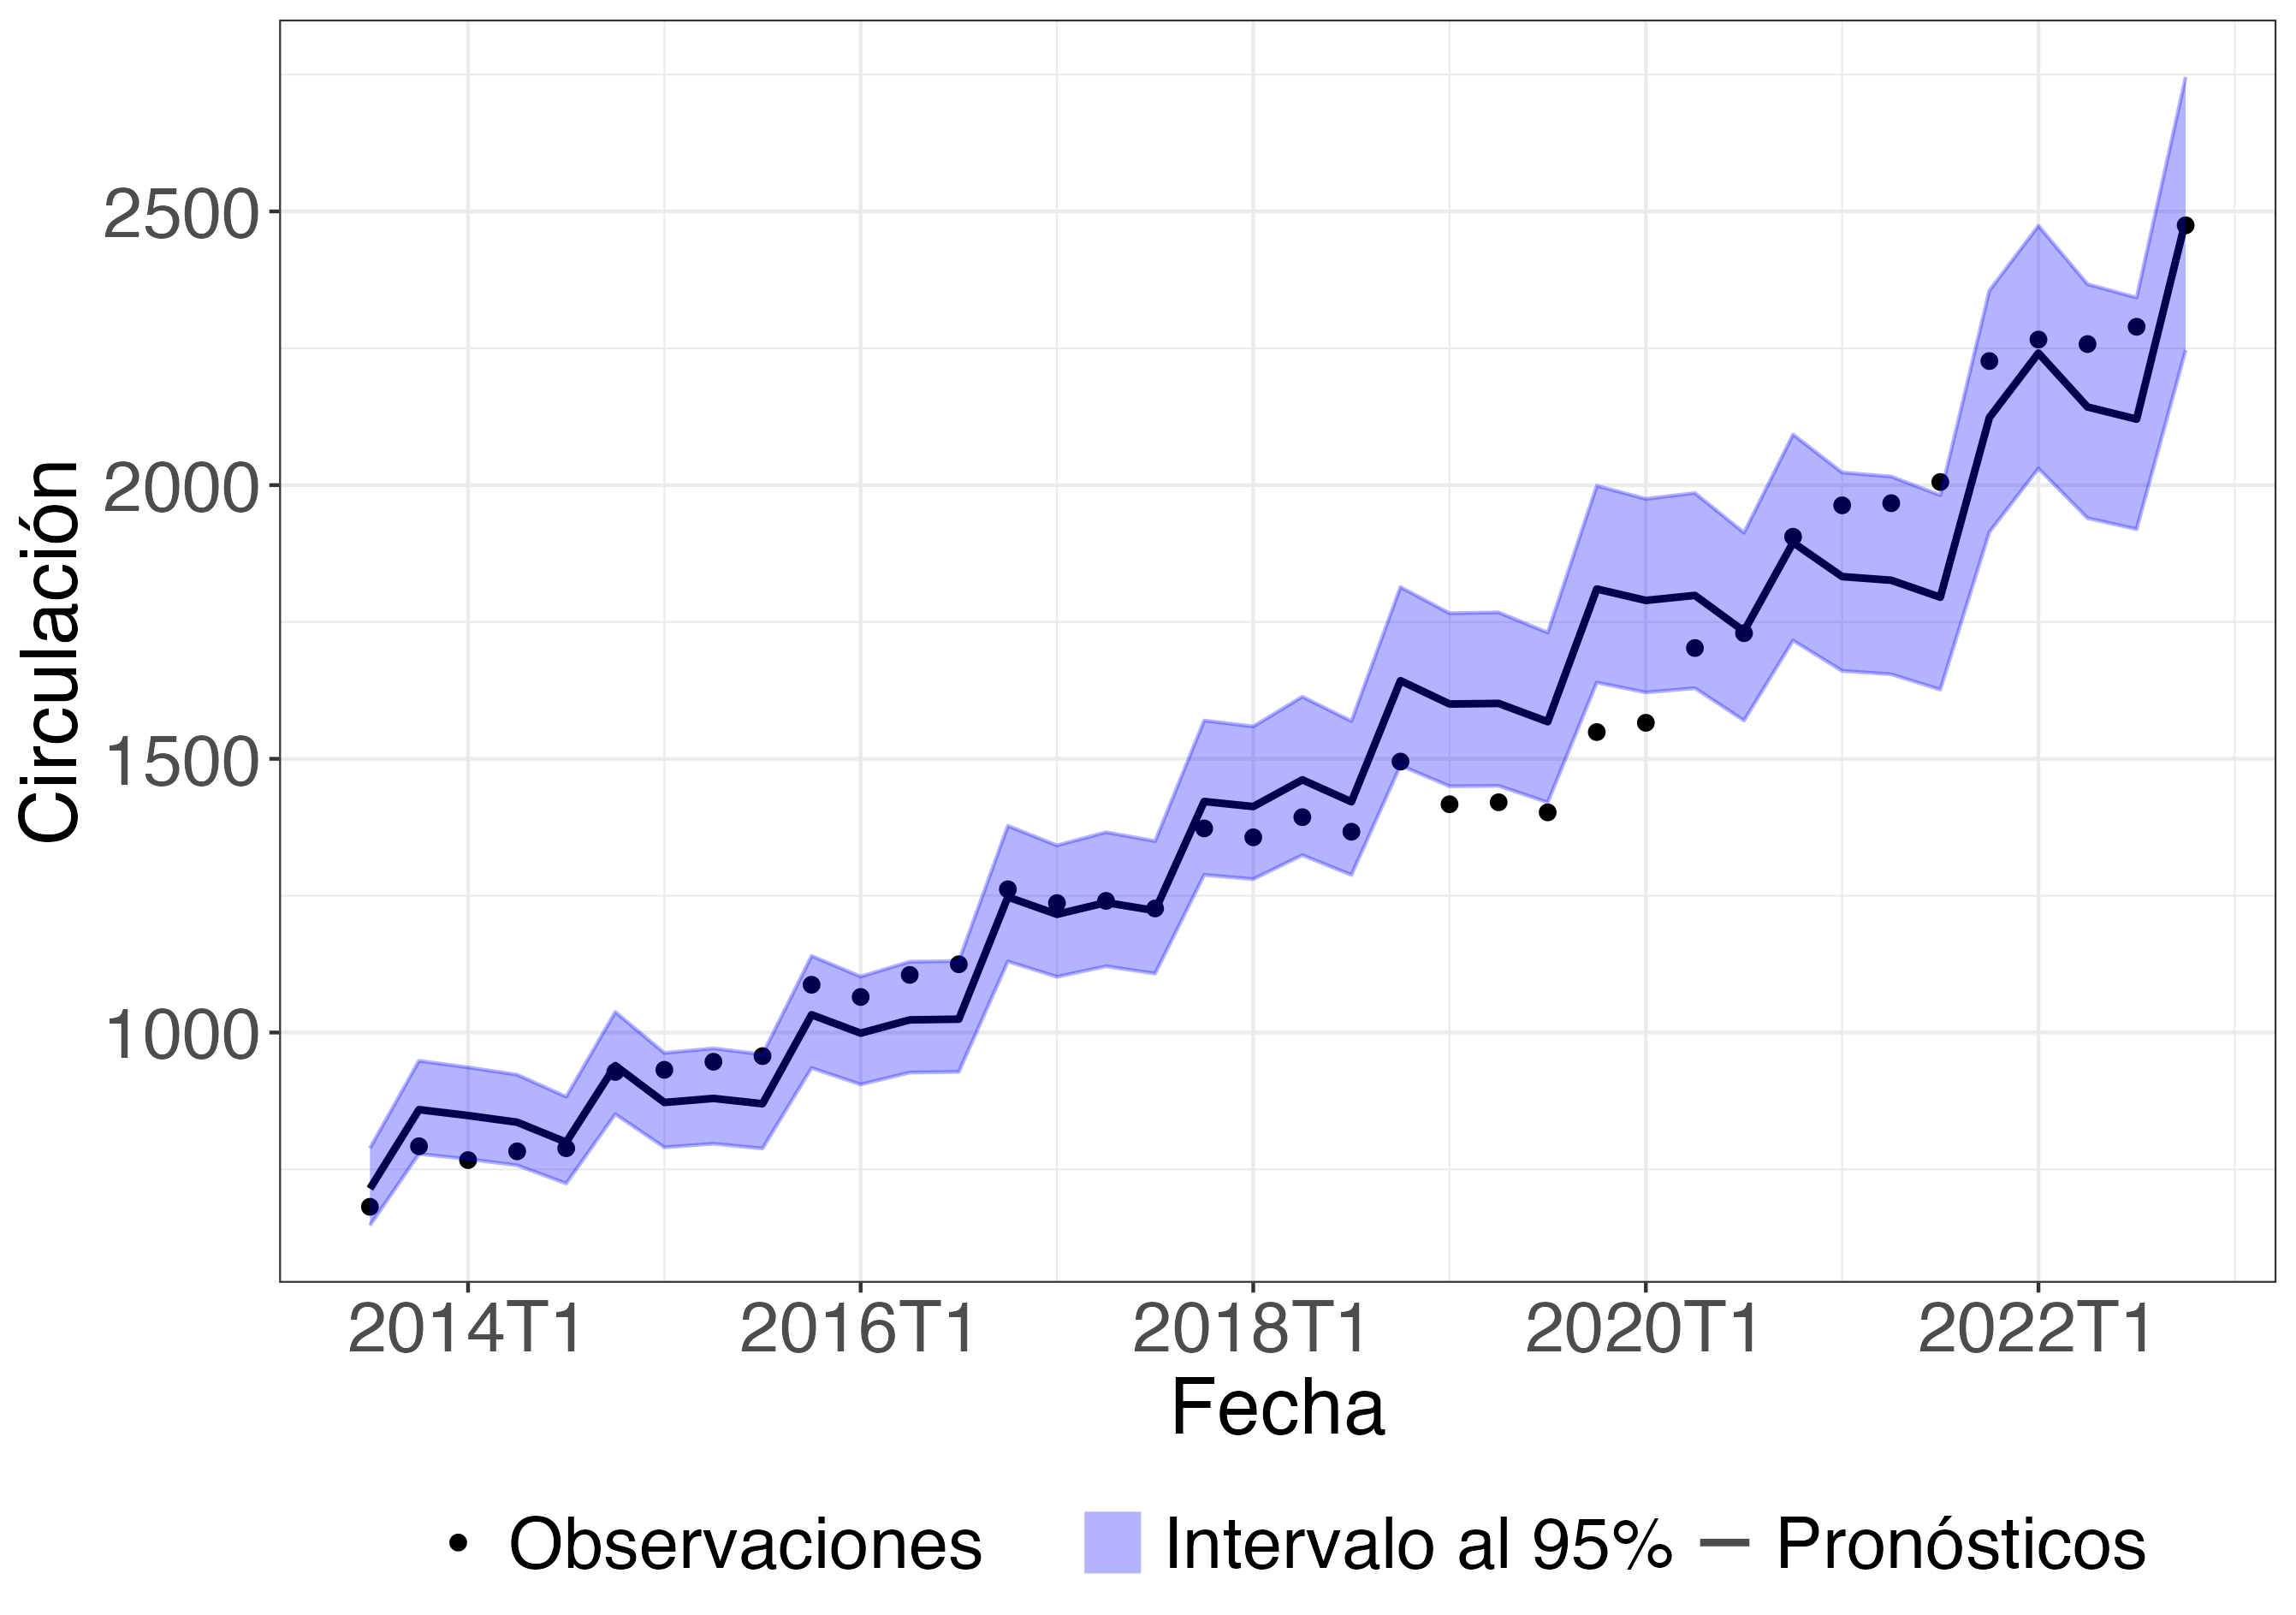 Circulación
2500
2000
1500
1000
2014T1 2016T1 2018T1 2020T1 2022T1
Fecha
Observaciones Intervalo al 95% Pronósticos